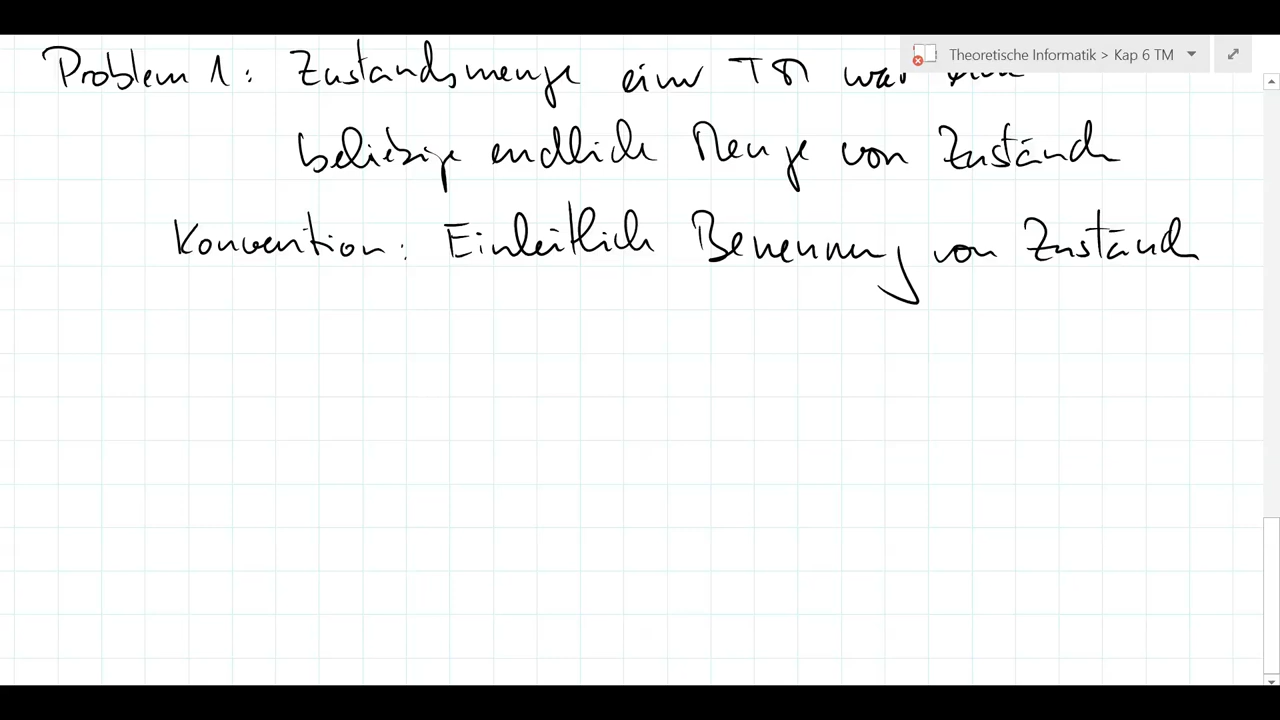 Theoretische Informatik > Kap 6 TM
Problem 1: Zustandsmenge einer TM war
beliebige endliche Menge von Zuständen
Konvention: Einheitliche Benennung von Zuständen